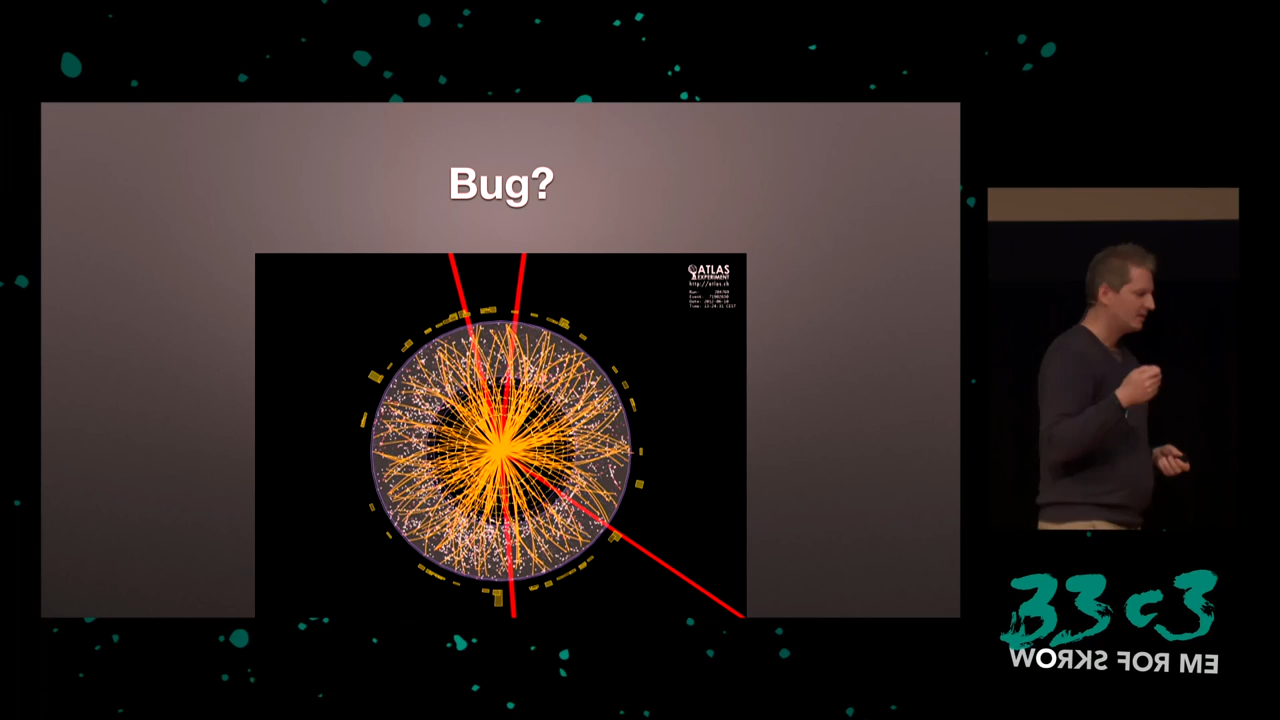 Bug?
ATLAS
EXPERIMENT
http://atlas.ch
33c3
WORKS FOR ME